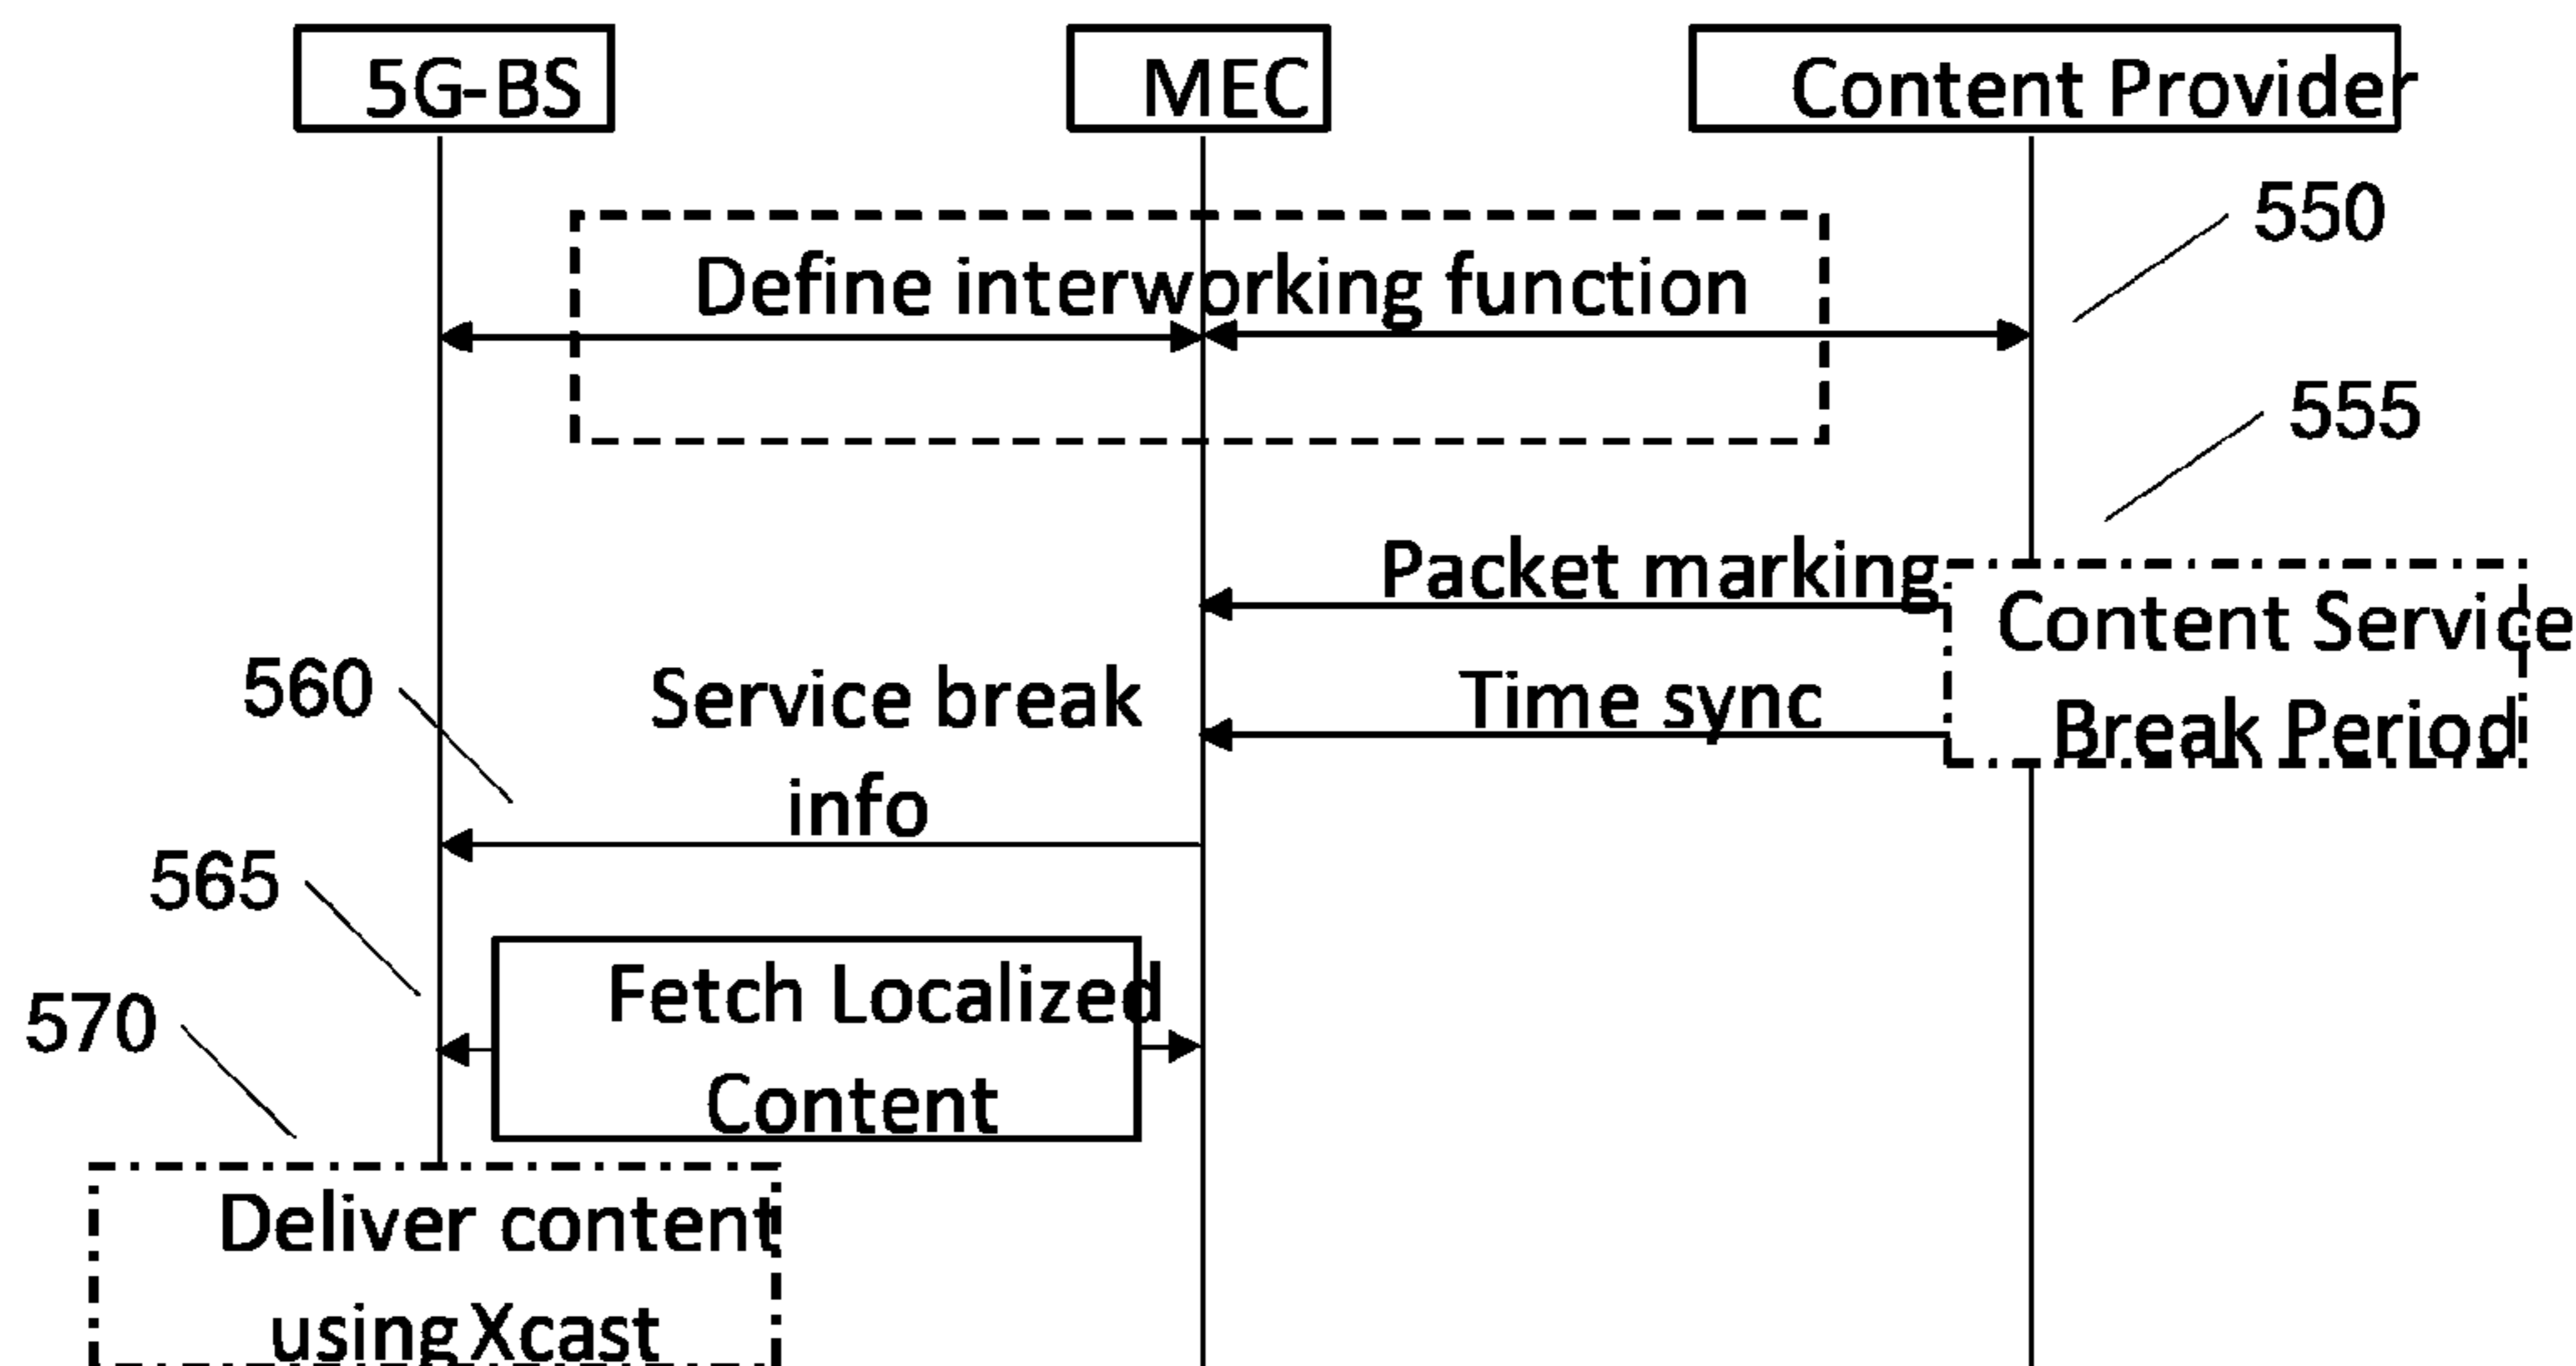 5G-BS
MEC
Content Provider
550
Define interworking function
555
Packet marking
Content Service
Break Period
Time sync
560
Service break
info
565
Fetch Localized
Content
570
Deliver content
using Xcast